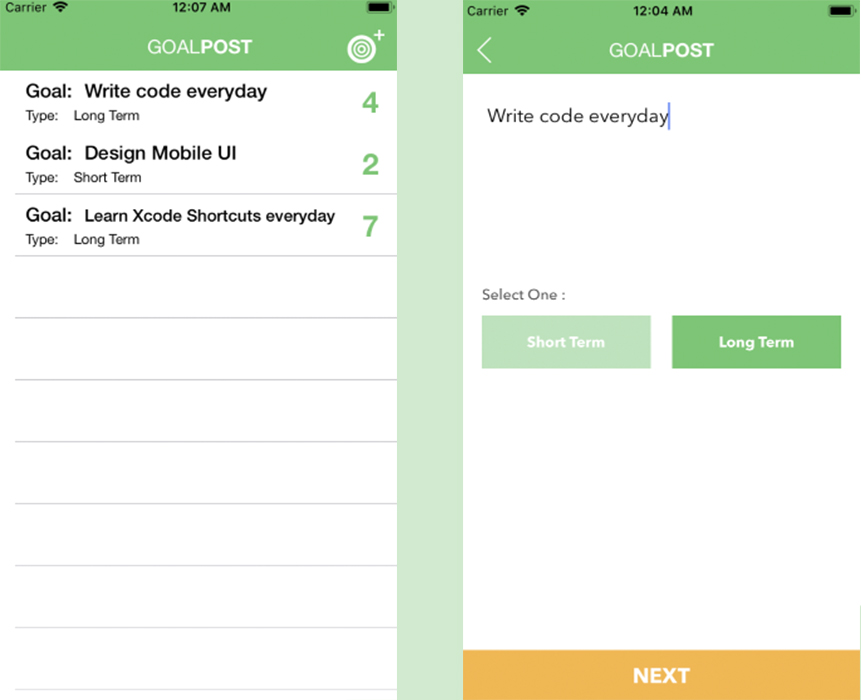 Carrier 12:07 AM
GOALPOST
Goal: Write code everyday
4
Type: Long Term
Goal: Design Mobile UI
2
Type: Short Term
Goal: Learn Xcode Shortcuts everyday
7
Type: Long Term
Carrier 12:04 AM
GOALPOST
Write code everyday
Select One :
Short Term Long Term
NEXT